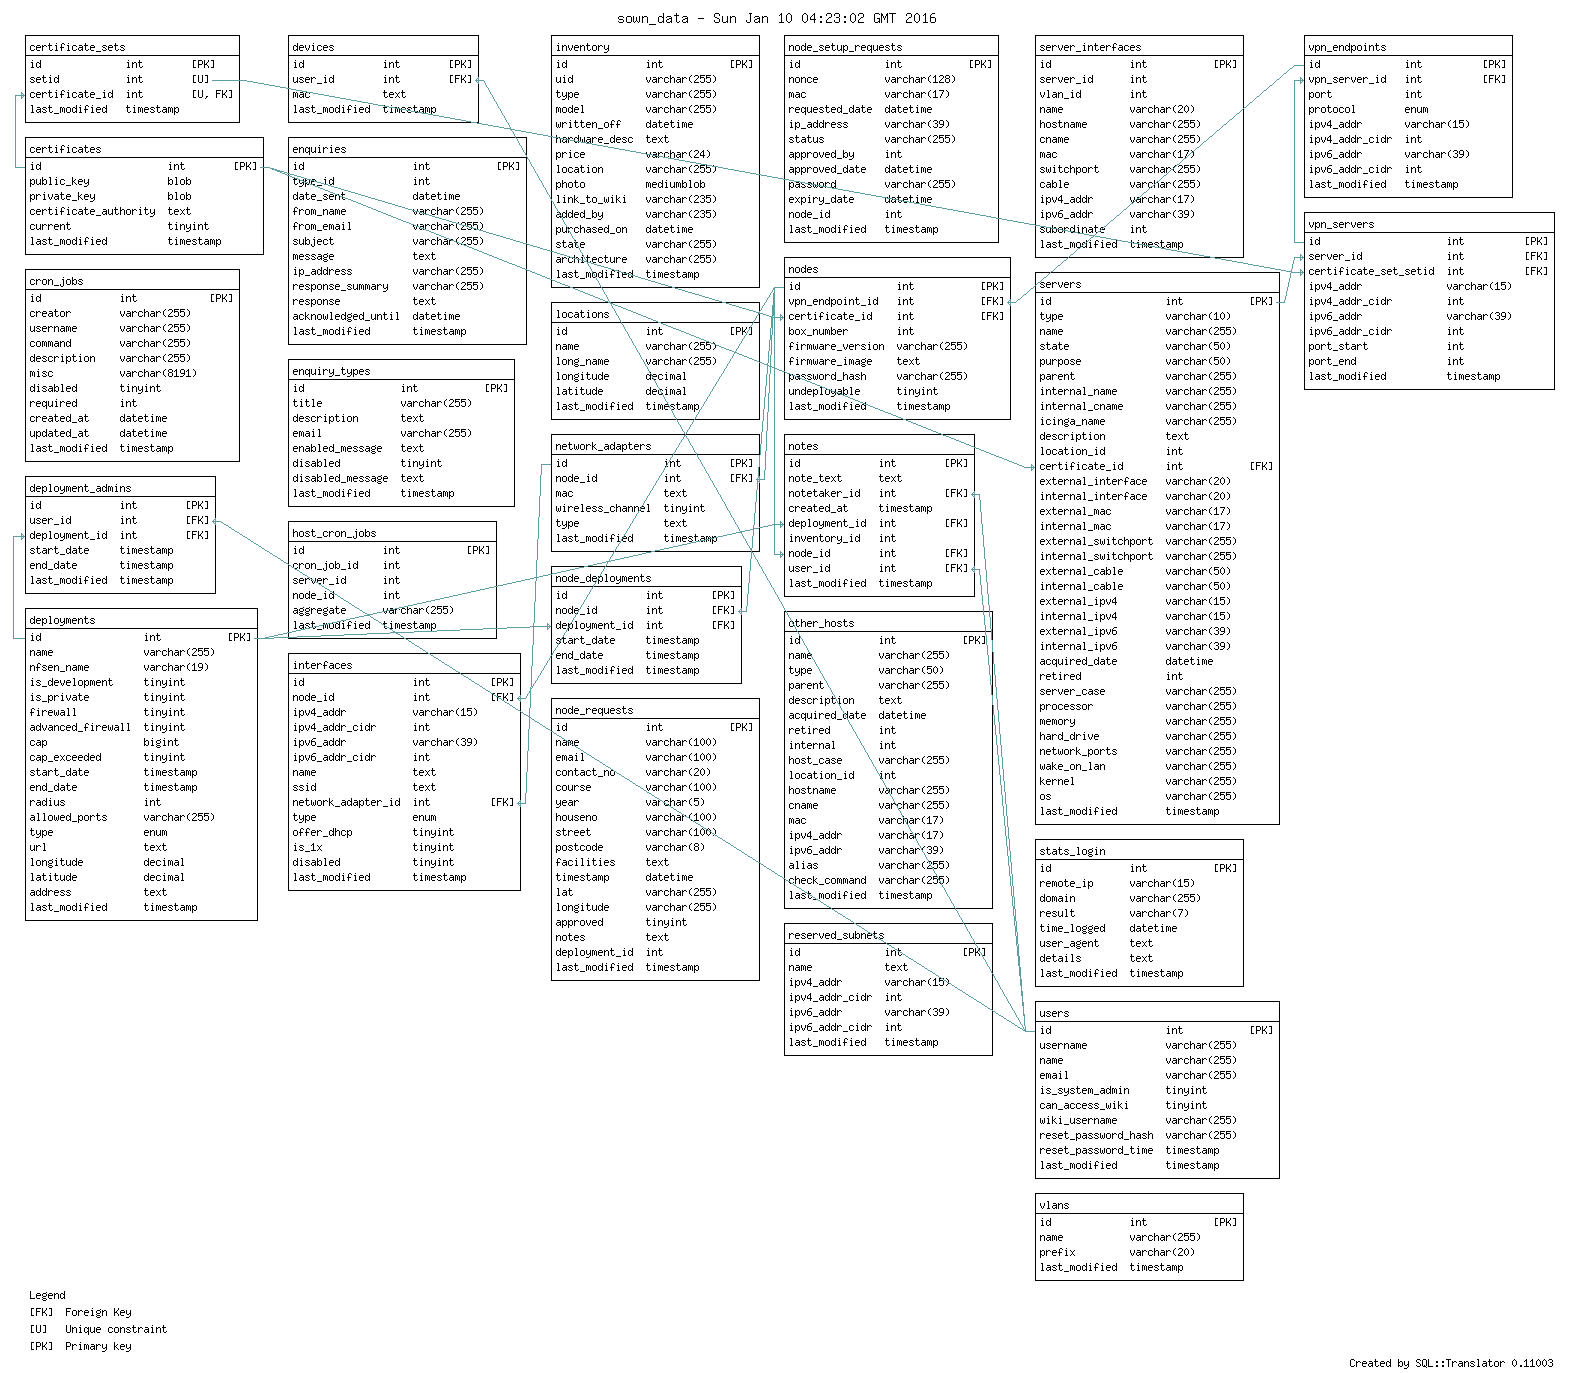 sown_data - Sun Jan 10 04:23:02 GMT 2016
certificate_sets
id int [PK]
setid int [U]
certificate_id int [U, FK]
last_modified timestamp
certificates
id int [PK]
public_key blob
private_key blob
certificate_authority text
current tinyint
last_modified timestamp
cron_jobs
id int [PK]
creator varchar(255)
username varchar(255)
command varchar(255)
description varchar(255)
misc varchar(8191)
disabled tinyint
required int
created_at datetime
updated_at datetime
last_modified timestamp
deployment_admins
id int [PK]
user_id int [FK]
deployment_id int [FK]
start_date timestamp
end_date timestamp
last_modified timestamp
deployments
id int [PK]
name varchar(255)
nfsen_name varchar(19)
is_development tinyint
is_private tinyint
firewall tinyint
advanced_firewall tinyint
cap bigint
cap_exceeded tinyint
start_date timestamp
end_date timestamp
radius int
allowed_ports varchar(255)
type enum
url text
longitude decimal
latitude decimal
address text
last_modified timestamp
devices
id int [PK]
user_id int [FK]
mac text
last_modified timestamp
enquiries
id int [PK]
type_id int
date_sent datetime
from_name varchar(255)
from_email varchar(255)
subject varchar(255)
message text
ip_address varchar(255)
response_summary varchar(255)
response text
acknowledged_until datetime
last_modified timestamp
enquiry_types
id int [PK]
title varchar(255)
description text
email varchar(255)
enabled_message text
disabled tinyint
disabled_message text
last_modified timestamp
host_cron_jobs
id int [PK]
cron_job_id int
server_id int
node_id int
aggregate varchar(255)
last_modified timestamp
interfaces
id int [PK]
node_id int [FK]
ipv4_addr varchar(15)
ipv4_addr_cidr int
ipv6_addr varchar(39)
ipv6_addr_cidr int
name text
ssid text
network_adapter_id int [FK]
type enum
offer_dhcp tinyint
is_1x tinyint
disabled tinyint
last_modified timestamp
inventory
id int [PK]
uid varchar(255)
type varchar(255)
model varchar(255)
written_off datetime
hardware_desc text
price varchar(24)
location varchar(255)
photo mediumblob
link_to_wiki varchar(235)
added_by varchar(235)
purchased_on datetime
state varchar(255)
architecture varchar(255)
last_modified timestamp
locations
id int [PK]
name varchar(255)
long_name varchar(255)
longitude decimal
latitude decimal
last_modified timestamp
network_adapters
id int [PK]
node_id int [FK]
mac text
wireless_channel tinyint
type text
last_modified timestamp
node_deployments
id int [PK]
node_id int [FK]
deployment_id int [FK]
start_date timestamp
end_date timestamp
last_modified timestamp
node_requests
id int [PK]
name varchar(100)
email varchar(100)
contact_no varchar(20)
course varchar(100)
year varchar(5)
houseno varchar(100)
street varchar(100)
postcode varchar(8)
facilities text
timestamp datetime
lat varchar(255)
longitude varchar(255)
approved tinyint
notes text
deployment_id int
last_modified timestamp
node_setup_requests
id int [PK]
nonce varchar(128)
mac varchar(17)
requested_date datetime
ip_address varchar(39)
status varchar(255)
approved_by int
approved_date datetime
password varchar(255)
expiry_date datetime
node_id int
last_modified timestamp
nodes
id int [PK]
vpn_endpoint_id int [FK]
certificate_id int [FK]
box_number int
firmware_version varchar(255)
firmware_image text
password_hash varchar(255)
undeployable tinyint
last_modified timestamp
notes
id int [PK]
note_text text
notetaker_id int [FK]
created_at timestamp
deployment_id int [FK]
inventory_id int
node_id int [FK]
user_id int [FK]
last_modified timestamp
other_hosts
id int [PK]
name varchar(255)
type varchar(50)
parent varchar(255)
description text
acquired_date datetime
retired int
internal int
host_case varchar(255)
location_id int
hostname varchar(255)
cname varchar(255)
mac varchar(17)
ipv4_addr varchar(17)
ipv6_addr varchar(39)
alias varchar(255)
check_command varchar(255)
last_modified timestamp
reserved_subnets
id int [PK]
name text
ipv4_addr varchar(15)
ipv4_addr_cidr int
ipv6_addr varchar(39)
ipv6_addr_cidr int
last_modified timestamp
server_interfaces
id int [PK]
server_id int
vlan_id int
name varchar(20)
hostname varchar(255)
cname varchar(255)
mac varchar(17)
switchport varchar(255)
cable varchar(255)
ipv4_addr varchar(17)
ipv6_addr varchar(39)
subordinate int
last_modified timestamp
servers
id int [PK]
type varchar(10)
name varchar(255)
state varchar(50)
purpose varchar(50)
parent varchar(255)
internal_name varchar(255)
internal_cname varchar(255)
icinga_name varchar(255)
description text
location_id int
certificate_id int [FK]
external_interface varchar(20)
internal_interface varchar(20)
external_mac varchar(17)
internal_mac varchar(17)
external_switchport varchar(255)
internal_switchport varchar(255)
external_cable varchar(50)
internal_cable varchar(50)
external_ipv4 varchar(15)
internal_ipv4 varchar(15)
external_ipv6 varchar(39)
internal_ipv6 varchar(39)
acquired_date datetime
retired int
server_case varchar(255)
processor varchar(255)
memory varchar(255)
hard_drive varchar(255)
network_ports varchar(255)
wake_on_lan varchar(255)
kernel varchar(255)
os varchar(255)
last_modified timestamp
stats_login
id int [PK]
remote_ip varchar(15)
domain varchar(255)
result varchar(7)
time_logged datetime
user_agent text
details text
last_modified timestamp
users
id int [PK]
username varchar(255)
name varchar(255)
email varchar(255)
is_system_admin tinyint
can_access_wiki tinyint
wiki_username varchar(255)
reset_password_hash varchar(255)
reset_password_time timestamp
last_modified timestamp
vlans
id int [PK]
name varchar(255)
prefix varchar(20)
last_modified timestamp
vpn_endpoints
id int [PK]
vpn_server_id int [FK]
port int
protocol enum
ipv4_addr varchar(15)
ipv4_addr_cidr int
ipv6_addr varchar(39)
ipv6_addr_cidr int
last_modified timestamp
vpn_servers
id int [PK]
server_id int [FK]
certificate_set_setid int [FK]
ipv4_addr varchar(15)
ipv4_addr_cidr int
ipv6_addr varchar(39)
ipv6_addr_cidr int
port_start int
port_end int
last_modified timestamp
Legend
[FK] Foreign Key
[U] Unique constraint
[PK] Primary key
Created by SQL::Translator 0.11003